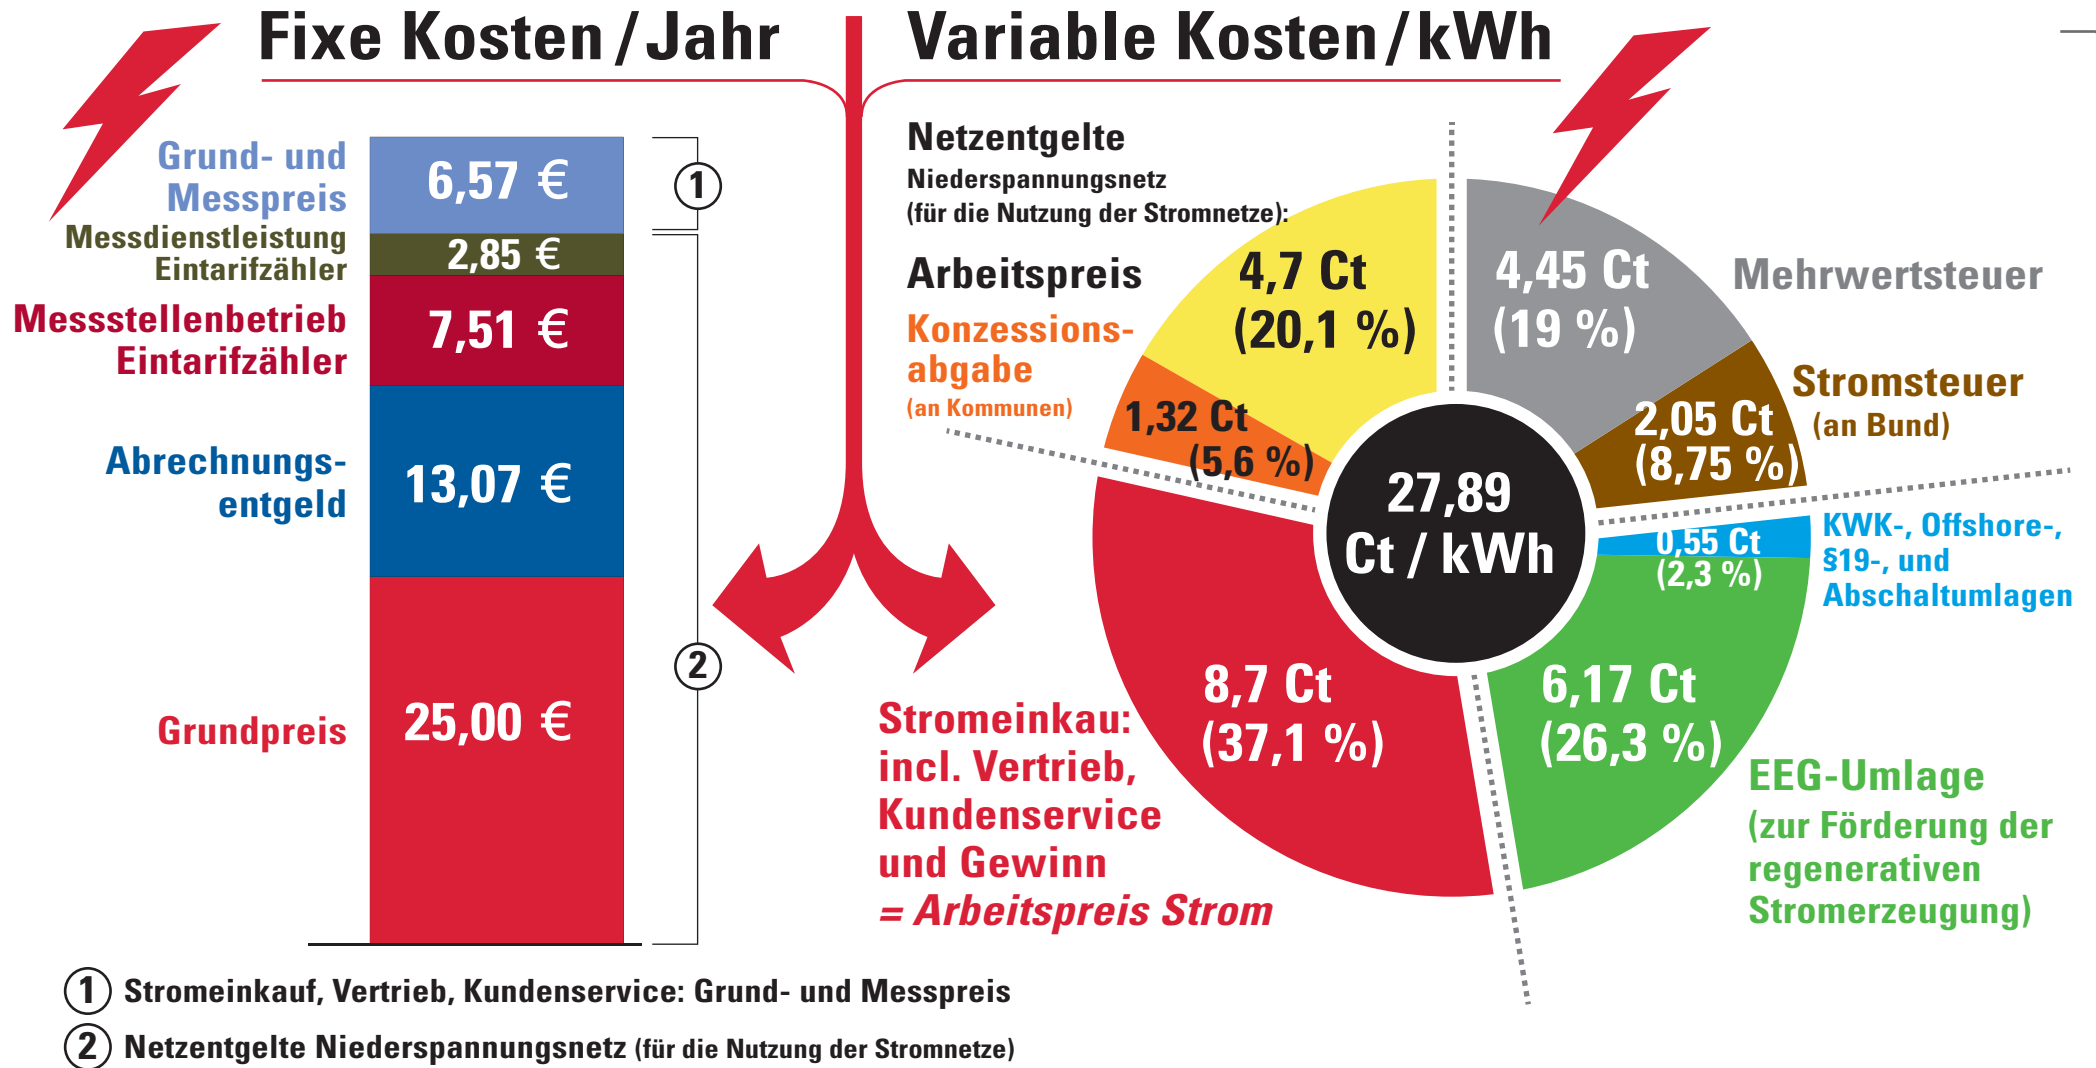 Fixe Kosten / Jahr
Grund- und
Messpreis
6,57 €
Messdienstleistung
Eintarifzähler
2,85 €
Messstellenbetrieb
Eintarifzähler
7,51 €
Abrechnungs-
entgeld
13,07 €
Grundpreis
25,00 €
1
2
Variable Kosten / kWh
Netzentgelte
Niederspannungsnetz
(für die Nutzung der Stromnetze):
Arbeitspreis
4,7 Ct
(20,1 %)
Konzessions-
abgabe
(an Kommunen)
1,32 Ct
(5,6 %)
4,45 Ct
(19 %)
Mehrwertsteuer
Stromsteuer
(an Bund)
2,05 Ct
(8,75 %)
27,89
Ct / kWh
0,55 Ct
(2,3 %)
KWK-, Offshore-,
§19-, und
Abschaltumlagen
6,17 Ct
(26,3 %)
EEG-Umlage
(zur Förderung der
regenerativen
Stromerzeugung)
8,7 Ct
(37,1 %)
Stromeinkau:
incl. Vertrieb,
Kundenservice
und Gewinn
= Arbeitspreis Strom
1 Stromeinkauf, Vertrieb, Kundenservice: Grund- und Messpreis
2 Netzentgelte Niederspannungsnetz (für die Nutzung der Stromnetze)